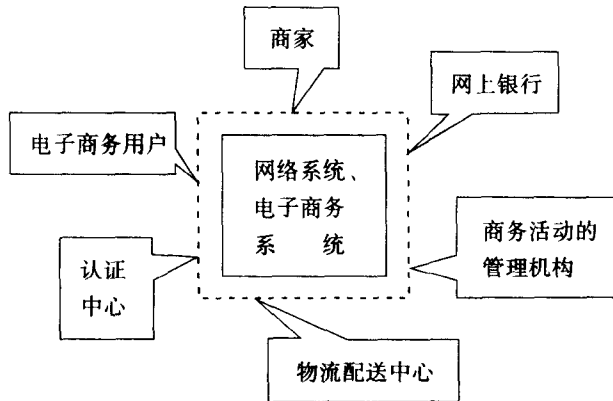 商家
网上银行
电子商务用户
网络系统、
电子商务
系 统
商务活动的
管理机构
认证
中心
物流配送中心